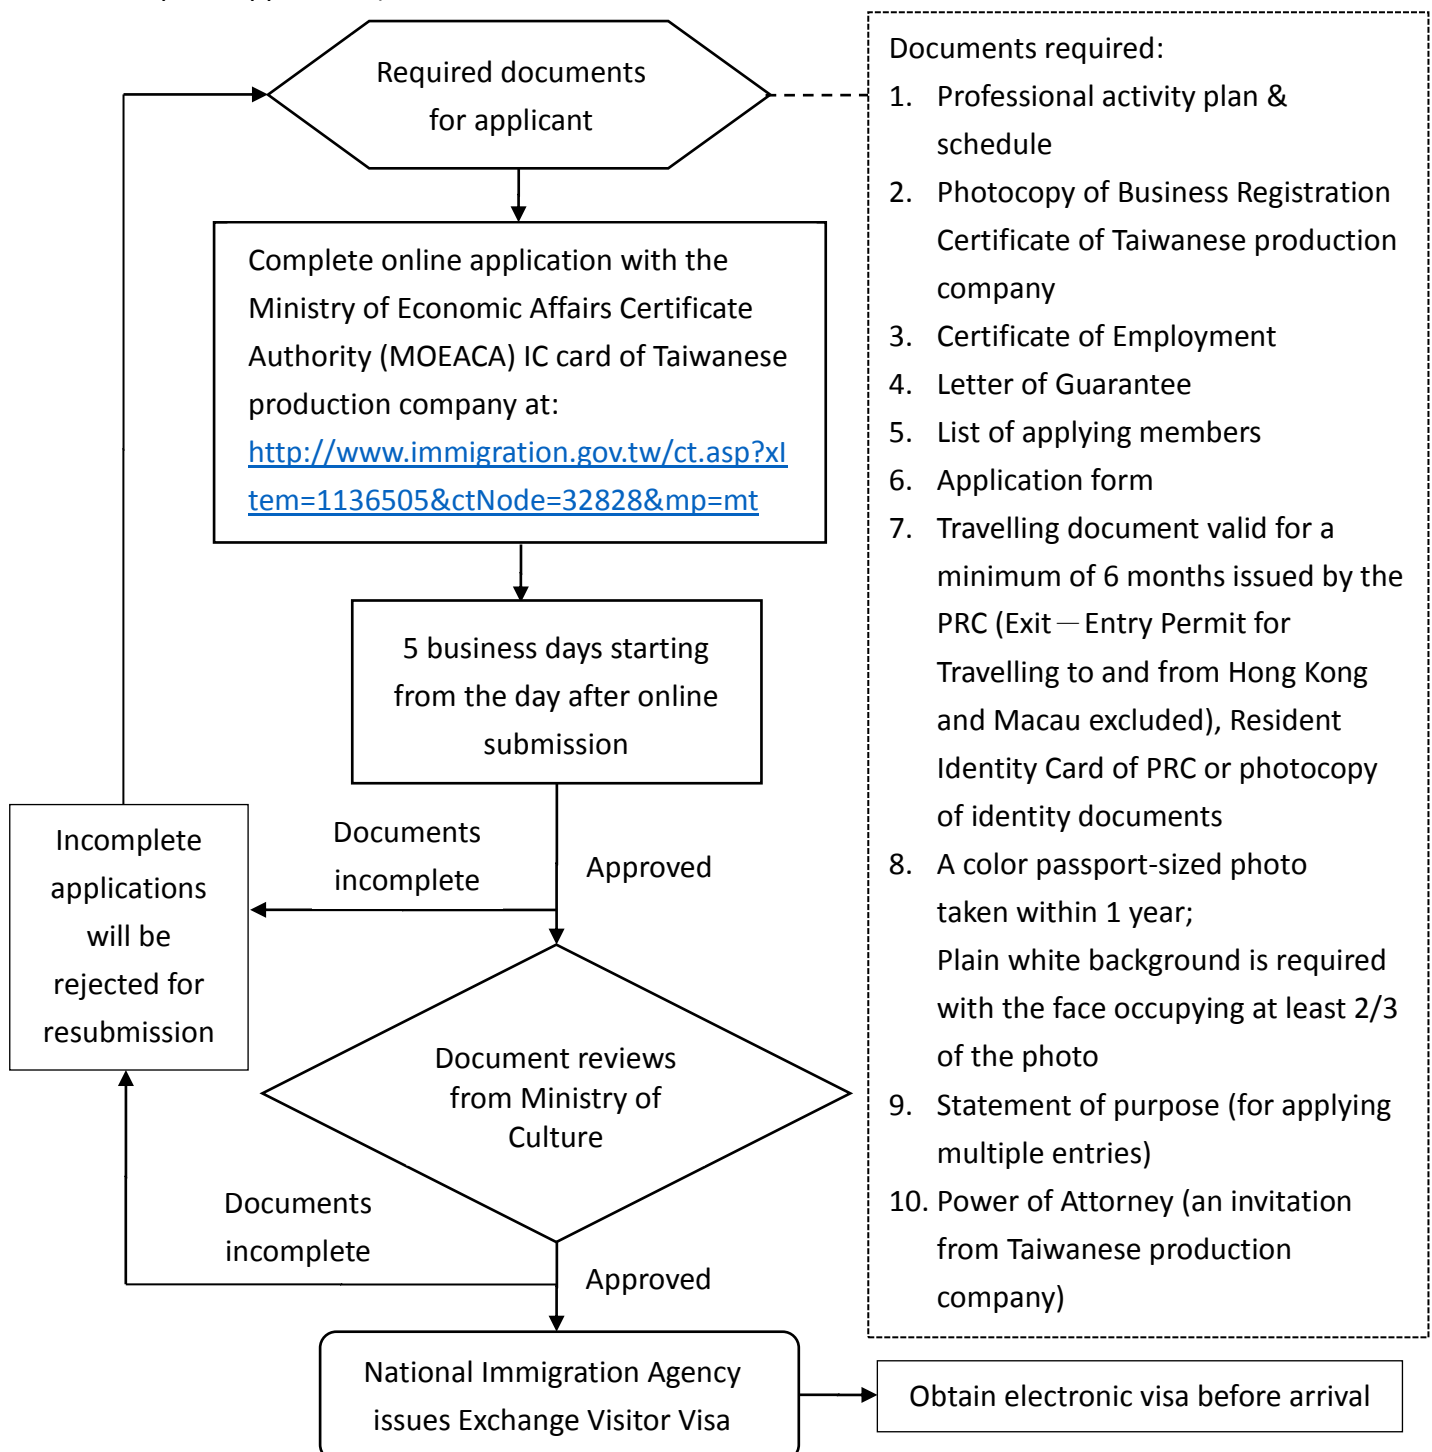 Required documents
for applicant
Complete online application with the
Ministry of Economic Affairs Certificate
Authority (MOEACA) IC card of Taiwanese
production company at:
http://www.immigration.gov.tw/ct.asp?xI
tem=1136505&ctNode=32828&mp=mt
5 business days starting
from the day after online
submission
Documents
incomplete
Approved
Incomplete
applications
will be
rejected for
resubmission
Document reviews
from Ministry of
Culture
Documents
incomplete
Approved
National Immigration Agency
issues Exchange Visitor Visa
Obtain electronic visa before arrival
Documents required:
1. Professional activity plan &
schedule
2. Photocopy of Business Registration
Certificate of Taiwanese production
company
3. Certificate of Employment
4. Letter of Guarantee
5. List of applying members
6. Application form
7. Travelling document valid for a
minimum of 6 months issued by the
PRC (Exit—Entry Permit for
Travelling to and from Hong Kong
and Macau excluded), Resident
Identity Card of PRC or photocopy
of identity documents
8. A color passport-sized photo
taken within 1 year;
Plain white background is required
with the face occupying at least 2/3
of the photo
9. Statement of purpose (for applying
multiple entries)
10. Power of Attorney (an invitation
from Taiwanese production
company)